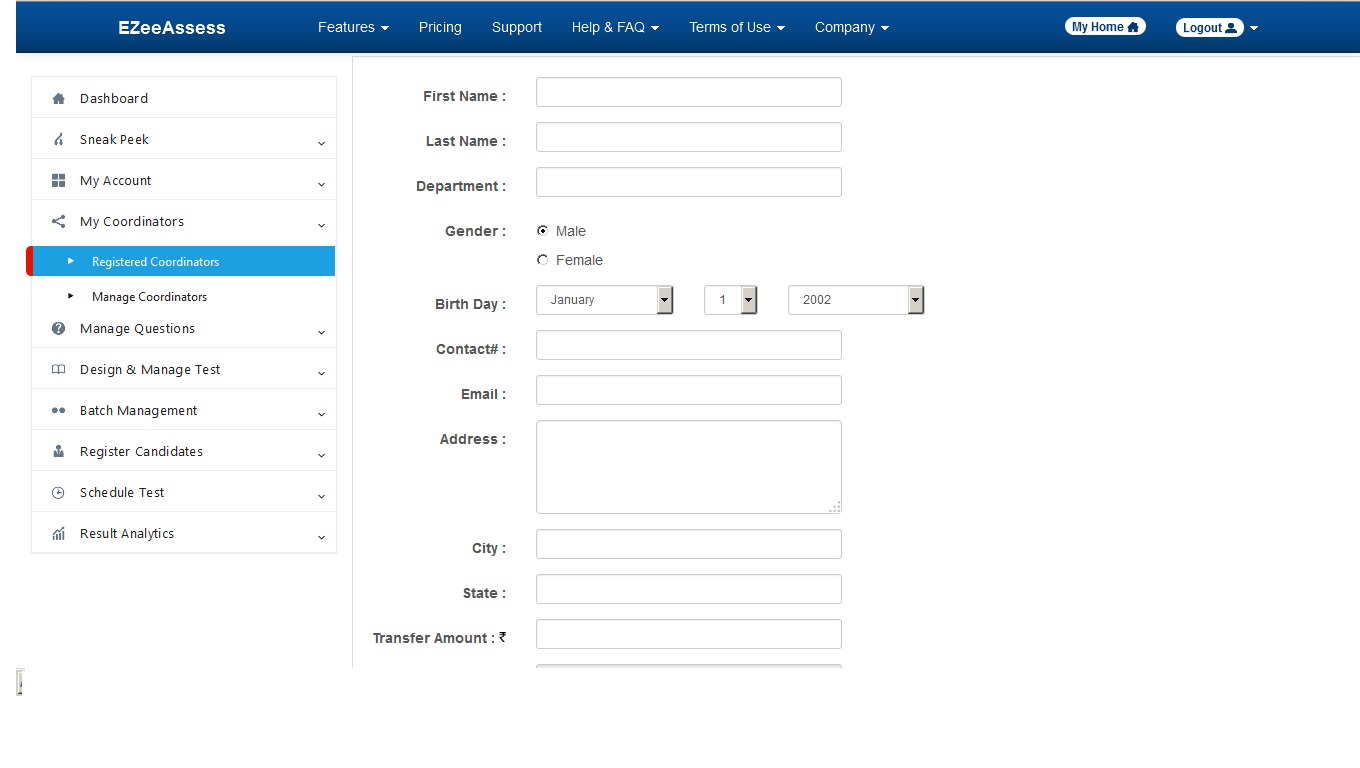 EZeeAssess Features Pricing Support Help & FAQ Terms of Use Company My Home Logout
Dashboard
Sneak Peek
My Account
My Coordinators
Registered Coordinators
Manage Coordinators
Manage Questions
Design & Manage Test
Batch Management
Register Candidates
Schedule Test
Result Analytics
First Name :
Last Name :
Department :
Gender : Male
Female
Birth Day : January 1 2002
Contact# :
Email :
Address :
City :
State :
Transfer Amount : ₹